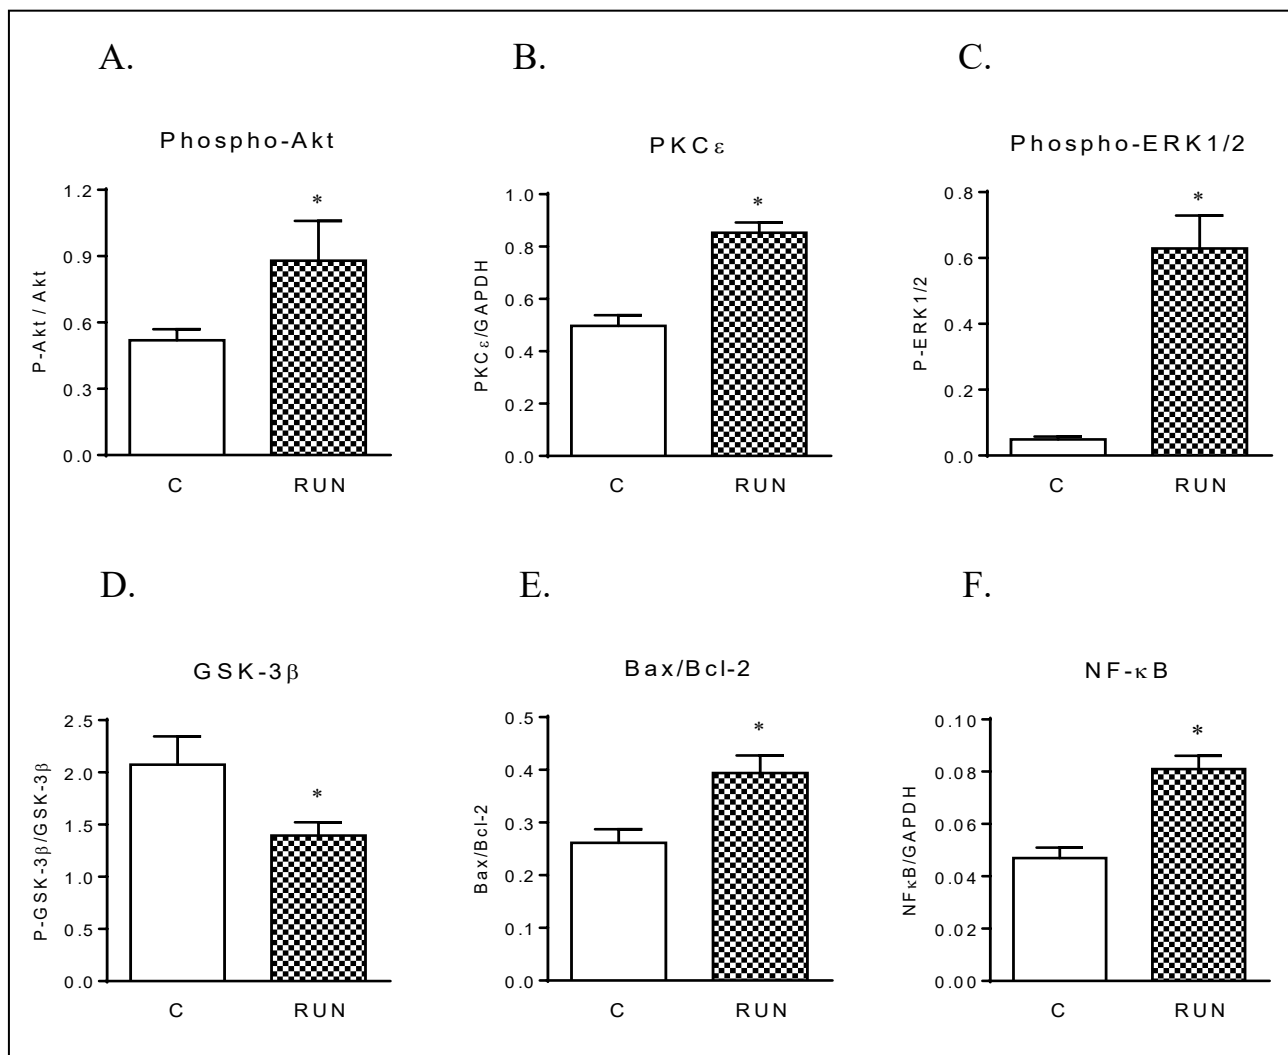 A.
Phospho-Akt
P-Akt / Akt
1.2
*
0.9
0.6
0.3
0.0
C RUN
B.
PKCε
PKCε/GAPDH
1.0
*
0.8
0.6
0.4
0.2
0.0
C RUN
C.
Phospho-ERK1/2
P-ERK1/2
0.8
*
0.6
0.4
0.2
0.0
C RUN
D.
GSK-3β
P-GSK-3β/GSK-3β
2.5
2.0
*
1.5
1.0
0.5
0.0
C RUN
E.
Bax/Bcl-2
Bax/Bcl-2
0.5
*
0.4
0.3
0.2
0.1
0.0
C RUN
F.
NF-κB
NFκB/GAPDH
0.10
*
0.08
0.06
0.04
0.02
0.00
C RUN